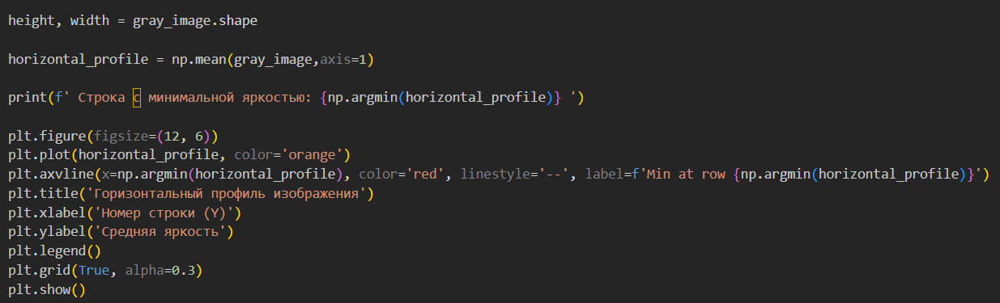 height, width = gray_image.shape
horizontal_profile = np.mean(gray_image,axis=1)
print(f' Строка с минимальной яркостью: {np.argmin(horizontal_profile)} ')
plt.figure(figsize=(12, 6))
plt.plot(horizontal_profile, color='orange')
plt.axvline(x=np.argmin(horizontal_profile), color='red', linestyle='--', label=f'Min at row {np.argmin(horizontal_profile)}')
plt.title('Горизонтальный профиль изображения')
plt.xlabel('Номер строки (Y)')
plt.ylabel('Средняя яркость')
plt.legend()
plt.grid(True, alpha=0.3)
plt.show()